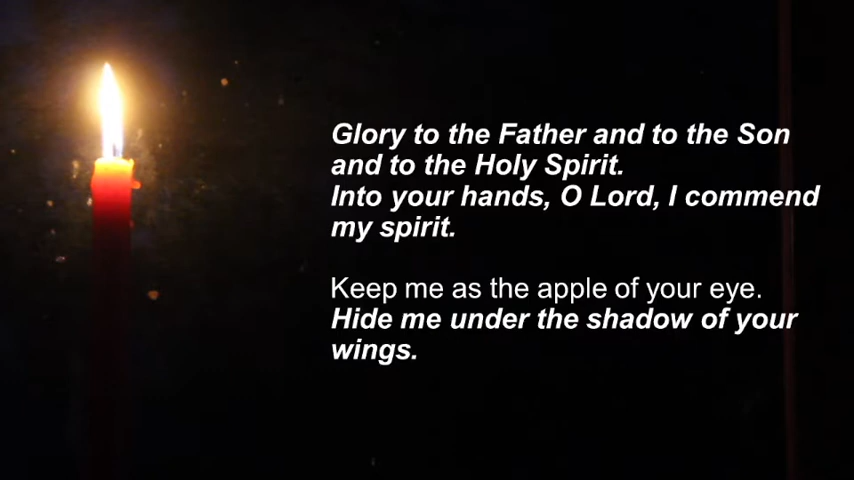 Glory to the Father and to the Son
and to the Holy Spirit.
Into your hands, O Lord, I commend
my spirit.
Keep me as the apple of your eye.
Hide me under the shadow of your
wings.